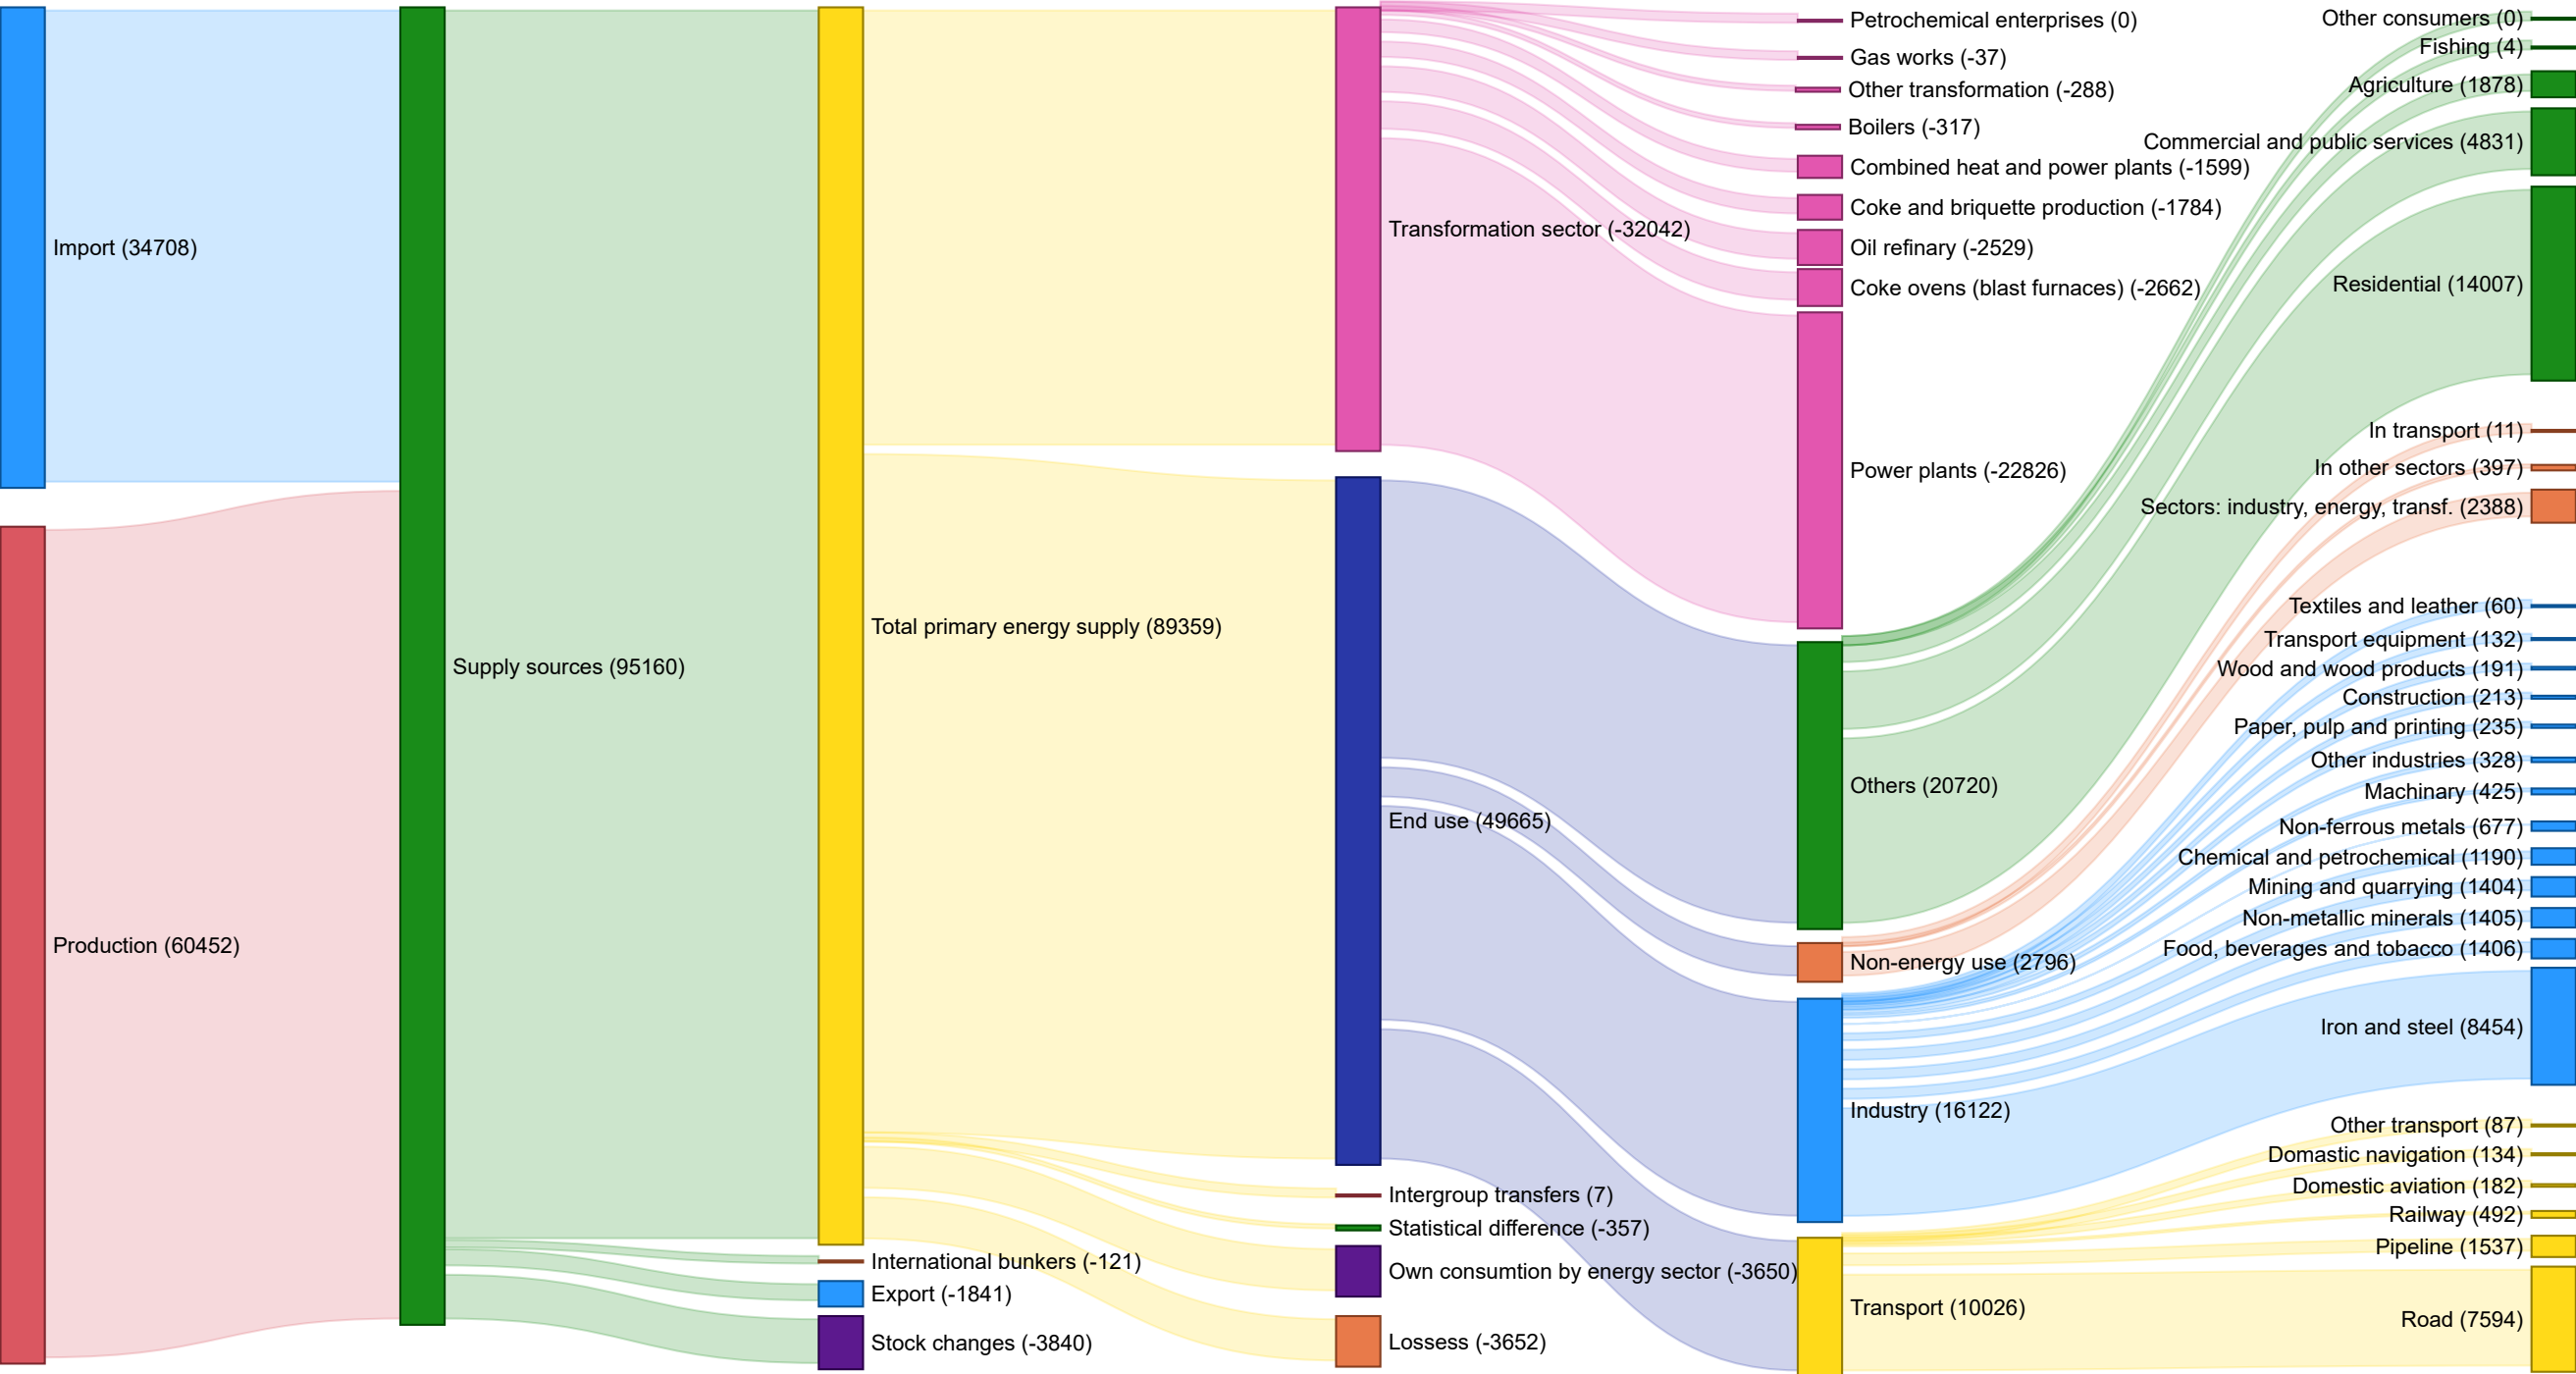 Import (34708)
Production (60452)
Supply sources (95160)
Total primary energy supply (89359)
International bunkers (-121)
Export (-1841)
Stock changes (-3840)
Transformation sector (-32042)
End use (49665)
Intergroup transfers (7)
Statistical difference (-357)
Own consumtion by energy sector (-3650)
Lossess (-3652)
Petrochemical enterprises (0)
Gas works (-37)
Other transformation (-288)
Boilers (-317)
Combined heat and power plants (-1599)
Coke and briquette production (-1784)
Oil refinary (-2529)
Coke ovens (blast furnaces) (-2662)
Power plants (-22826)
Others (20720)
Non-energy use (2796)
Industry (16122)
Transport (10026)
Other consumers (0)
Fishing (4)
Agriculture (1878)
Commercial and public services (4831)
Residential (14007)
In transport (11)
In other sectors (397)
Sectors: industry, energy, transf. (2388)
Textiles and leather (60)
Transport equipment (132)
Wood and wood products (191)
Construction (213)
Paper, pulp and printing (235)
Other industries (328)
Machinary (425)
Non-ferrous metals (677)
Chemical and petrochemical (1190)
Mining and quarrying (1404)
Non-metallic minerals (1405)
Food, beverages and tobacco (1406)
Iron and steel (8454)
Other transport (87)
Domastic navigation (134)
Domestic aviation (182)
Railway (492)
Pipeline (1537)
Road (7594)